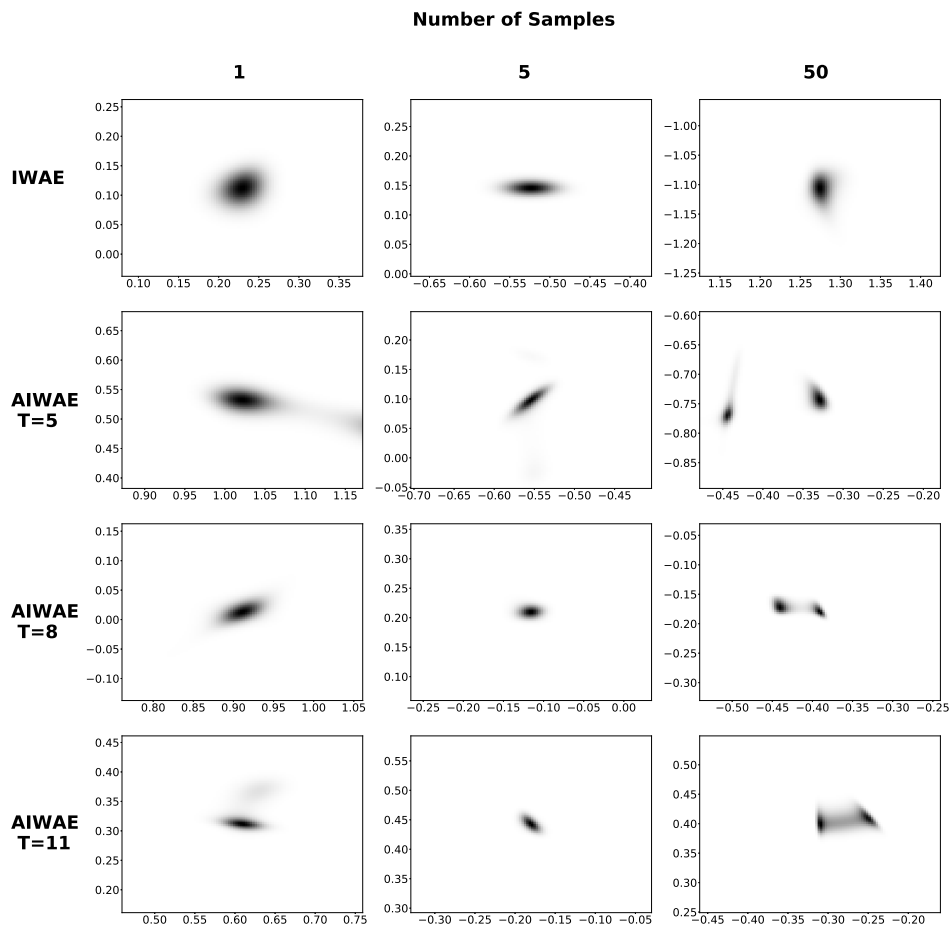 Number of Samples
1 5 50
IWAE
0.25 0.20 0.15 0.10 0.05 0.00
0.10 0.15 0.20 0.25 0.30 0.35
0.25 0.20 0.15 0.10 0.05 0.00
−0.65 −0.60 −0.55 −0.50 −0.45 −0.40
−1.00 −1.05 −1.10 −1.15 −1.20 −1.25
1.15 1.20 1.25 1.30 1.35 1.40
AIWAE
T=5
0.65 0.60 0.55 0.50 0.45 0.40
0.90 0.95 1.00 1.05 1.10 1.15
0.20 0.15 0.10 0.05 0.00 −0.05
−0.70 −0.65 −0.60 −0.55 −0.50 −0.45
−0.60 −0.65 −0.70 −0.75 −0.80 −0.85
−0.45 −0.40 −0.35 −0.30 −0.25 −0.20
AIWAE
T=8
0.15 0.10 0.05 0.00 −0.05 −0.10
0.80 0.85 0.90 0.95 1.00 1.05
0.35 0.30 0.25 0.20 0.15 0.10
−0.25 −0.20 −0.15 −0.10 −0.05 0.00
−0.05 −0.10 −0.15 −0.20 −0.25 −0.30
−0.50 −0.45 −0.40 −0.35 −0.30 −0.25
AIWAE
T=11
0.45 0.40 0.35 0.30 0.25 0.20
0.50 0.55 0.60 0.65 0.70 0.75
0.55 0.50 0.45 0.40 0.35 0.30
−0.30 −0.25 −0.20 −0.15 −0.10 −0.05
0.50 0.45 0.40 0.35 0.30 0.25
−0.45 −0.40 −0.35 −0.30 −0.25 −0.20